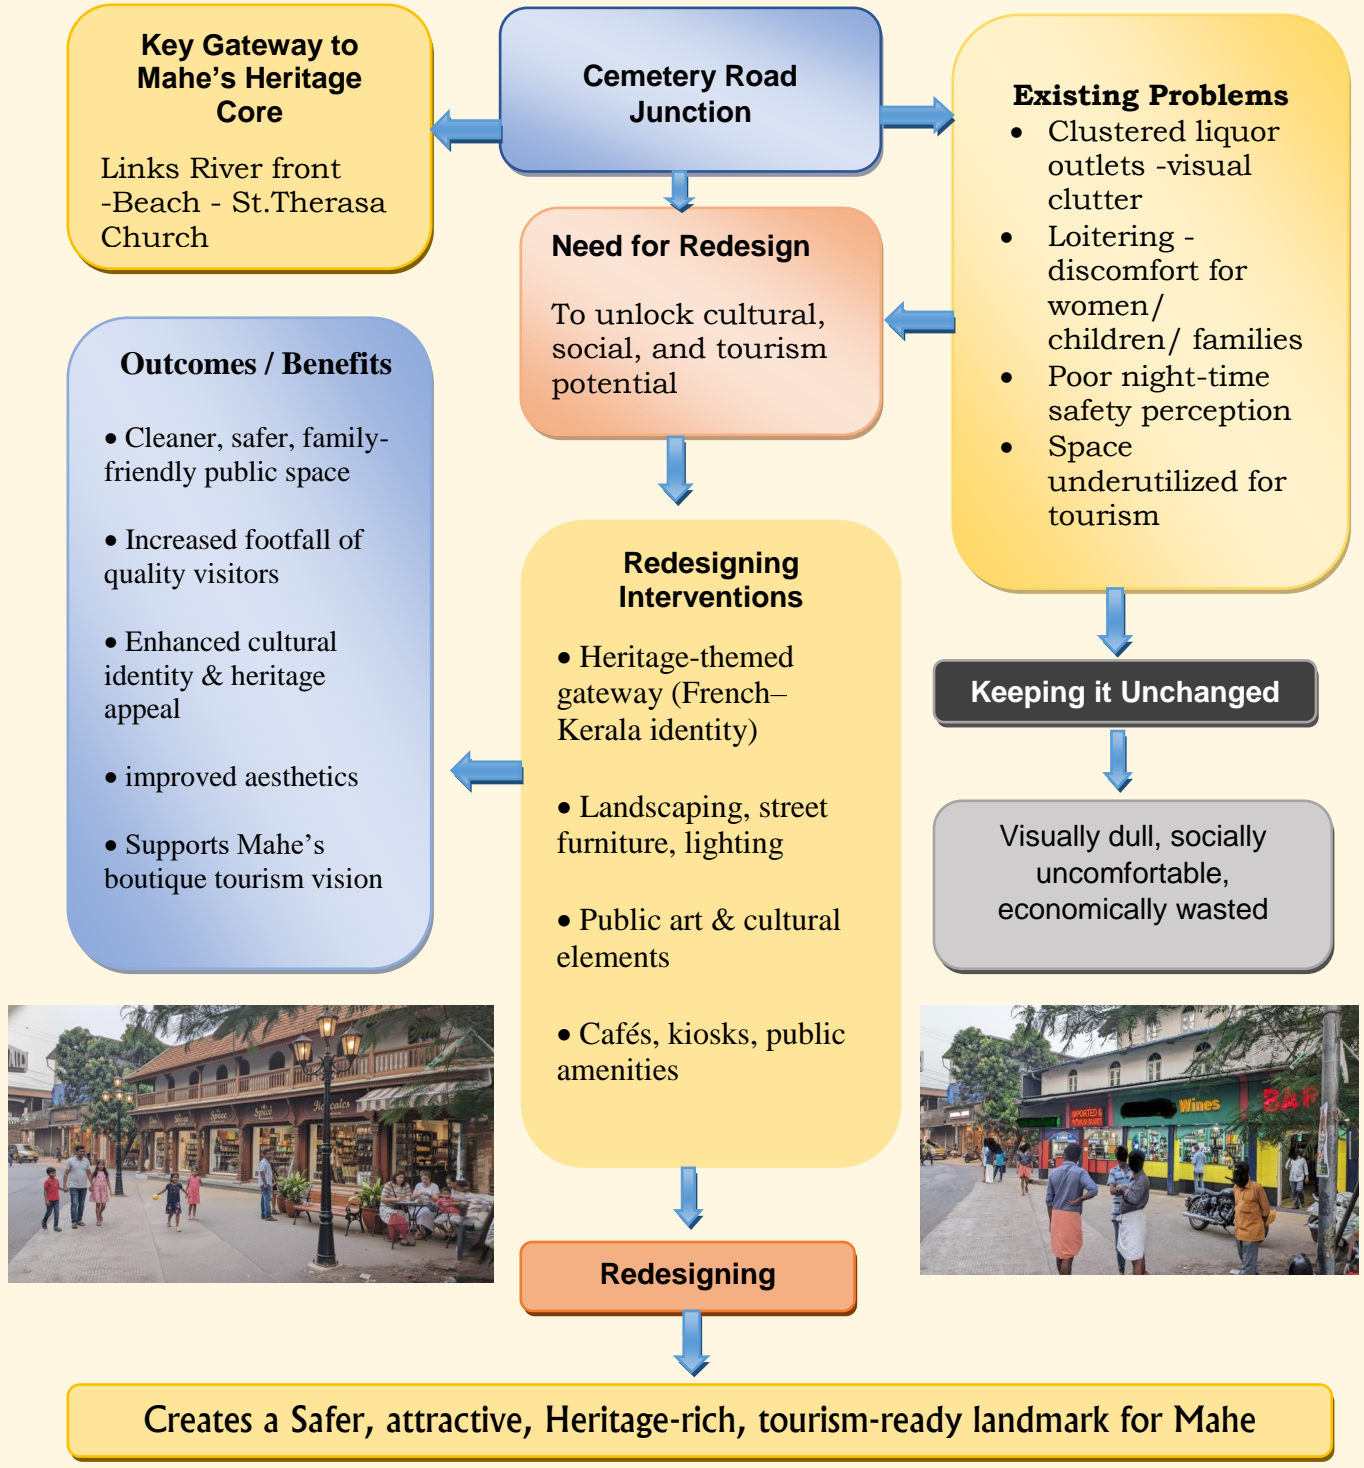 Key Gateway to
Mahe’s Heritage
Core
Links River front
-Beach - St.Therasa
Church
Cemetery Road
Junction
Existing Problems
• Clustered liquor
outlets -visual
clutter
• Loitering -
discomfort for
women/
children/ families
• Poor night-time
safety perception
• Space
underutilized for
tourism
Need for Redesign
To unlock cultural,
social, and tourism
potential
Outcomes / Benefits
• Cleaner, safer, family-
friendly public space
• Increased footfall of
quality visitors
• Enhanced cultural
identity & heritage
appeal
• improved aesthetics
• Supports Mahe’s
boutique tourism vision
Redesigning
Interventions
• Heritage-themed
gateway (French–
Kerala identity)
• Landscaping, street
furniture, lighting
• Public art & cultural
elements
• Cafés, kiosks, public
amenities
Keeping it Unchanged
Visually dull, socially
uncomfortable,
economically wasted
Spice
Spice
IMPORTED &
Wines
BAR
Redesigning
Creates a Safer, attractive, Heritage-rich, tourism-ready landmark for Mahe